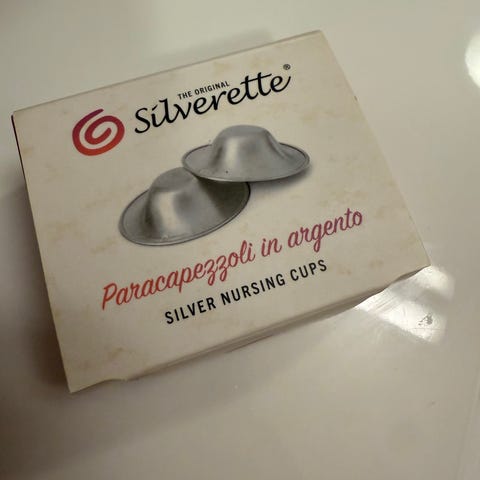 THE ORIGINAL
Silverette®
Paracapezzoli in argento
SILVER NURSING CUPS